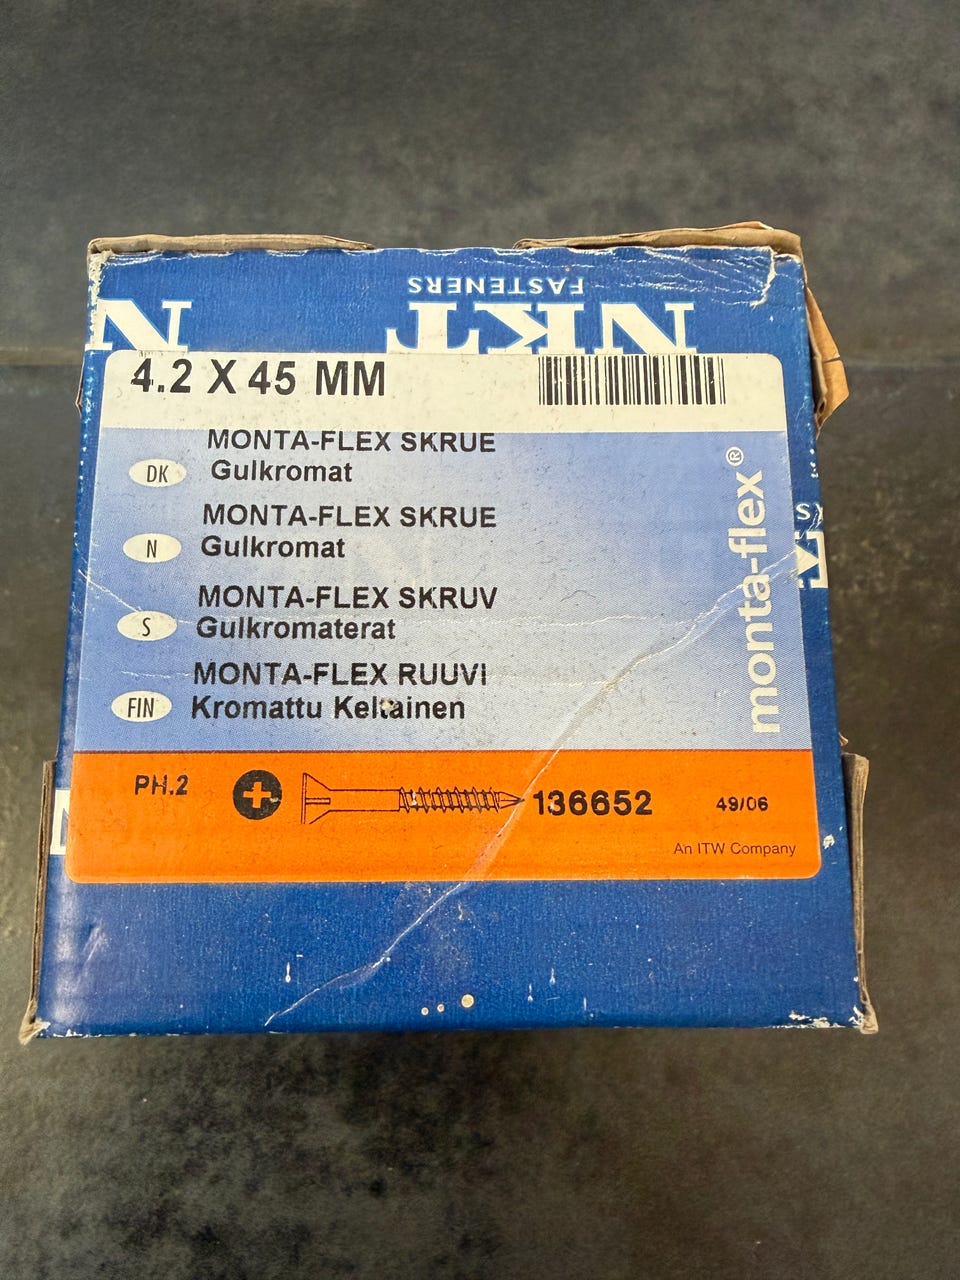 FASTENERS
NKT
N
4.2 X 45 MM
MONTA-FLEX SKRUE
DK Gulkromat
MONTA-FLEX SKRUE
N Gulkromat
MONTA-FLEX SKRUV
S Gulkromaterat
MONTA-FLEX RUUVI
FIN Kromattu Keltainen
monta-flex®
PH.2
136652
49/06
An ITW Company